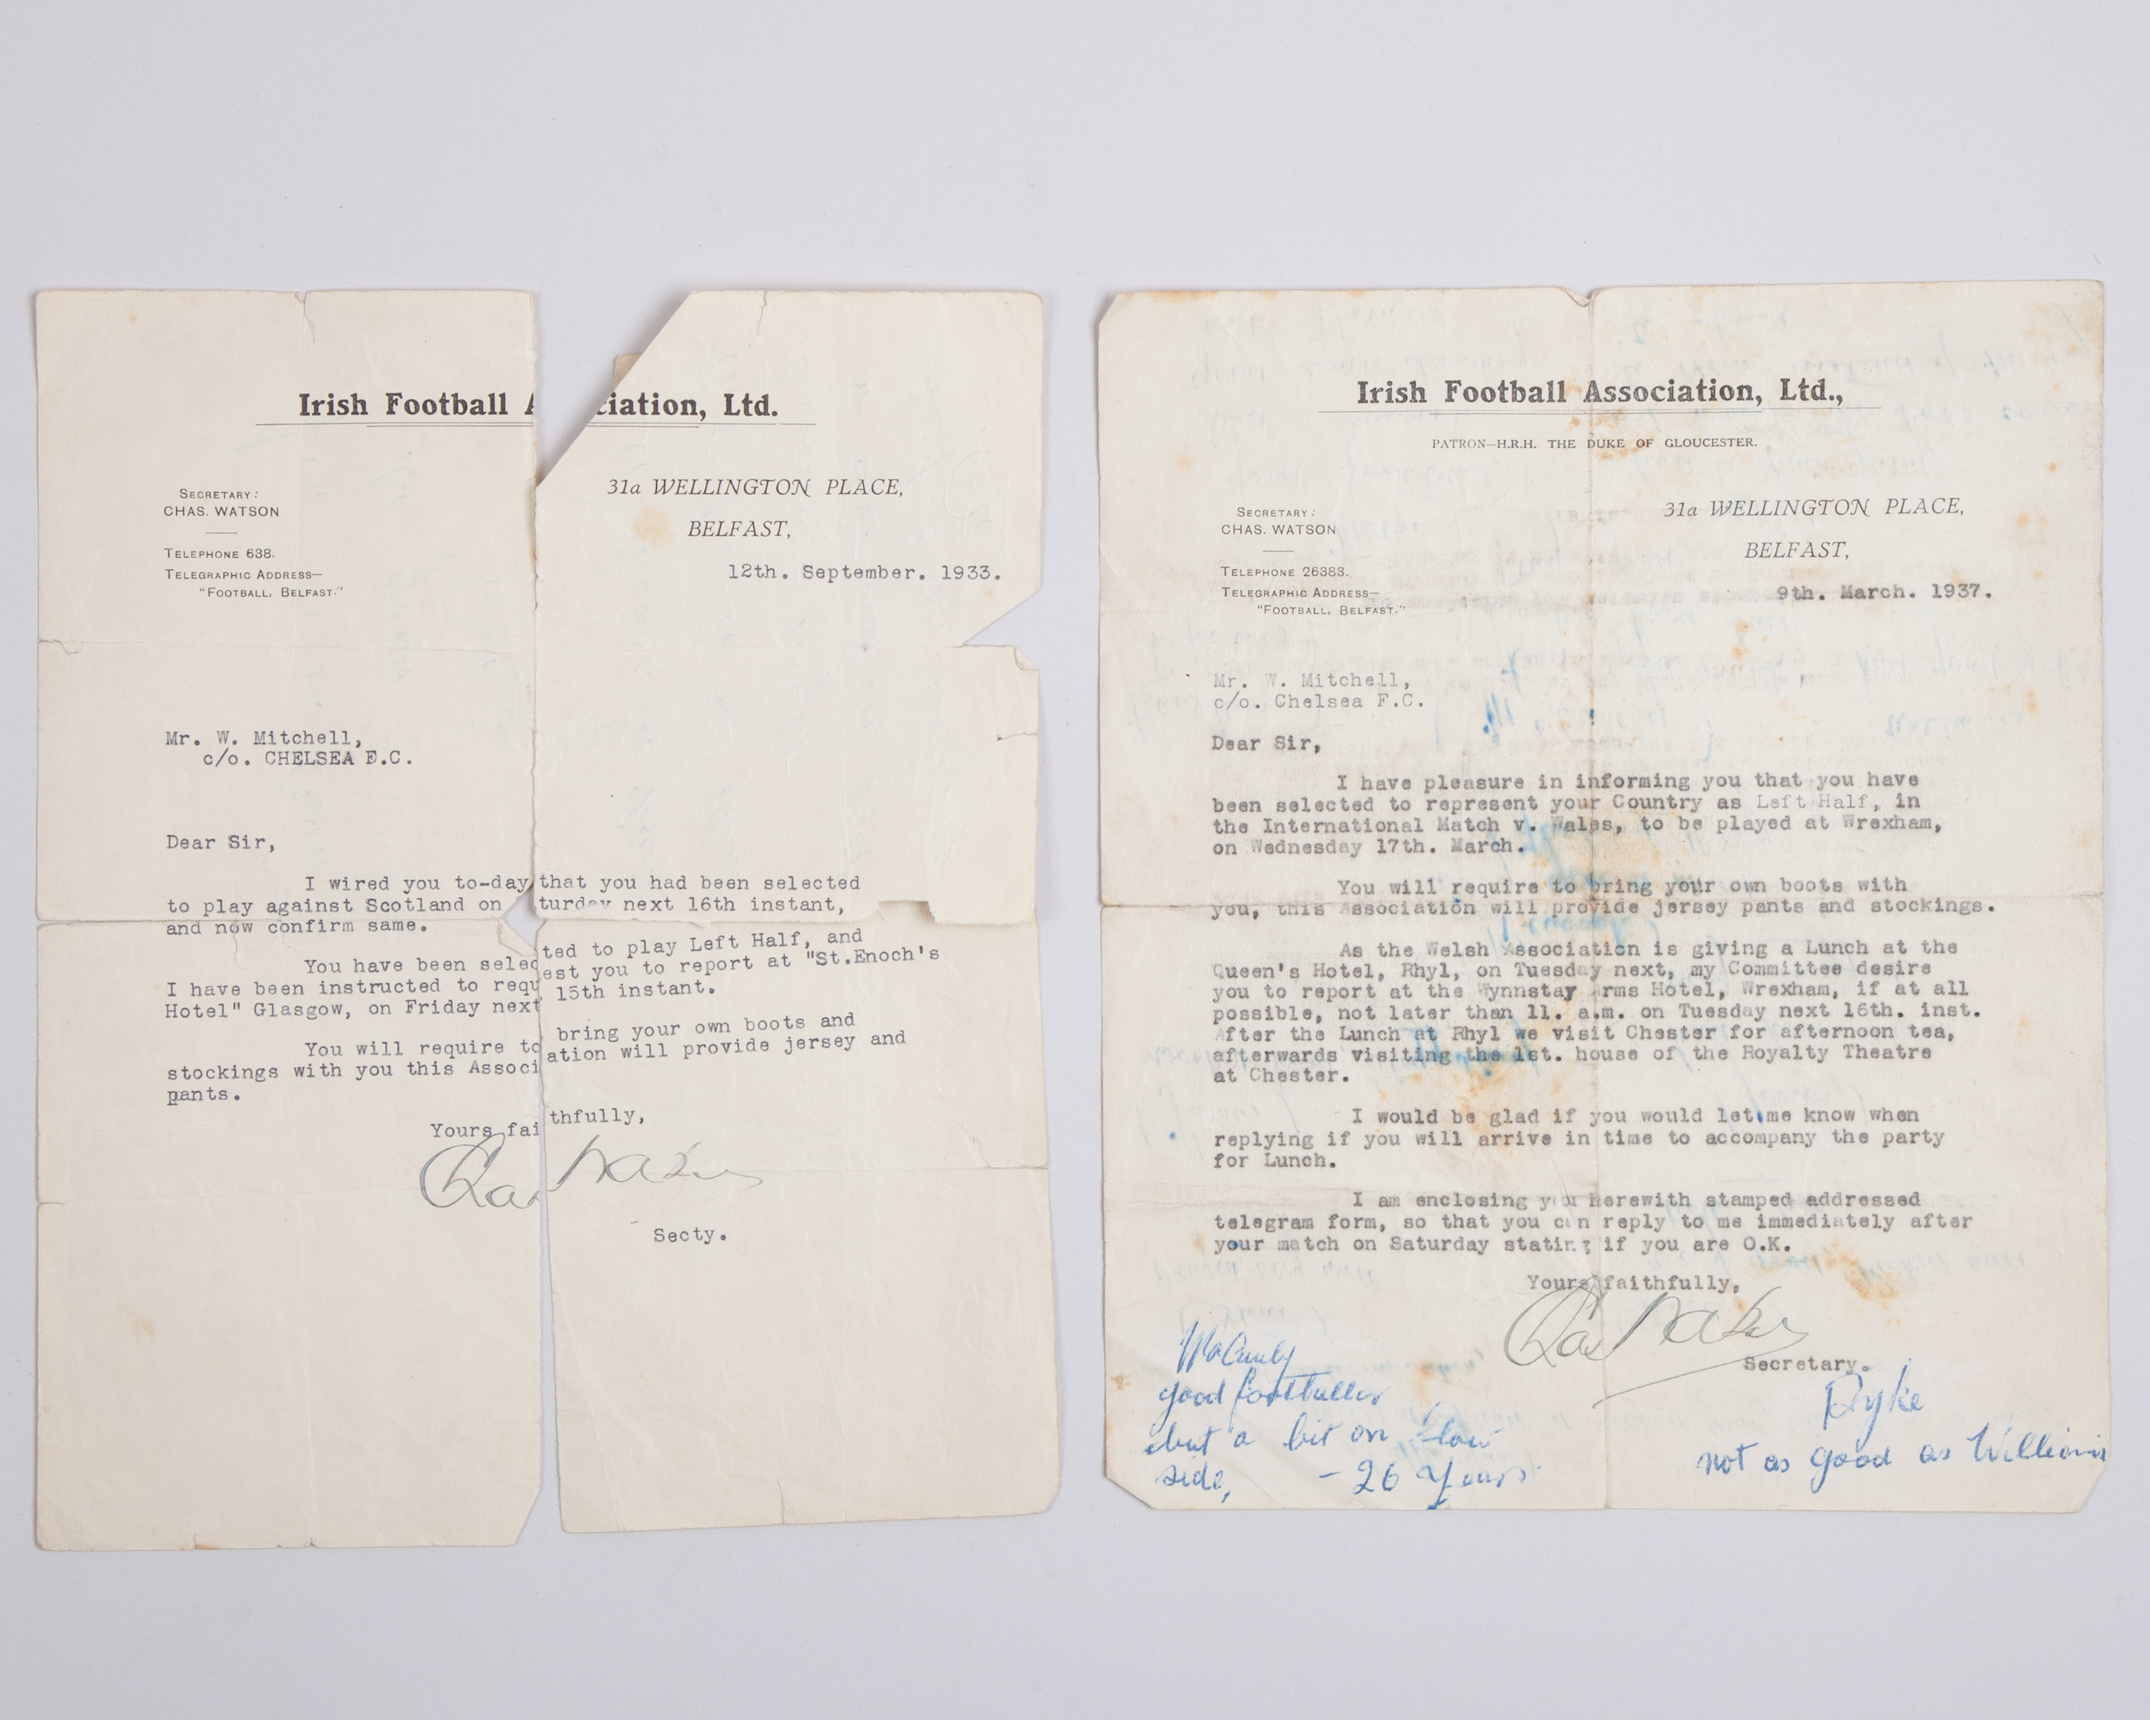 Irish Football A ciation, Ltd.
Secretary:
CHAS. WATSON
Telephone 638.
Telegraphic Address—
"Football, Belfast."
31a WELLINGTON PLACE,
BELFAST,
12th. September. 1933.
Mr. W. Mitchell,
c/o. CHELSEA F.C.
Dear Sir,
I wired you to-day that you had been selected
to play against Scotland on turday next 16th instant,
and now confirm same.
You have been selected to play Left Half, and
I have been instructed to request you to report at "St.Enoch's
Hotel" Glasgow, on Friday next 15th instant.
You will require to bring your own boots and
stockings with you this Association will provide jersey and
pants.
Yours faithfully,
Secty.
Irish Football Association, Ltd.,
PATRON—H.R.H. THE DUKE OF GLOUCESTER.
Secretary:
CHAS. WATSON
Telephone 26383.
Telegraphic Address—
"Football, Belfast."
31a WELLINGTON PLACE,
BELFAST,
9th. March. 1937.
Mr. W. Mitchell,
c/o. Chelsea F.C.
Dear Sir,
I have pleasure in informing you that you have
been selected to represent your Country as Left Half, in
the International Match v. Wales, to be played at Wrexham,
on Wednesday 17th. March.
You will require to bring your own boots with
you, this Association will provide jersey pants and stockings.
As the Welsh Association is giving a Lunch at the
Queen's Hotel, Rhyl, on Tuesday next, my Committee desire
you to report at the Wynnstay Arms Hotel, Wrexham, if at all
possible, not later than 11. a.m. on Tuesday next 16th. inst.
After the Lunch at Rhyl we visit Chester for afternoon tea,
afterwards visiting the 1st. house of the Royalty Theatre
at Chester.
I would be glad if you would let me know when
replying if you will arrive in time to accompany the party
for Lunch.
I am enclosing you herewith stamped addressed
telegram form, so that you can reply to me immediately after
your match on Saturday stating if you are O.K.
Yours faithfully,
Secretary.
good footballer
but a bit on slow
side, - 26 years
Dyke
not as good as Williams